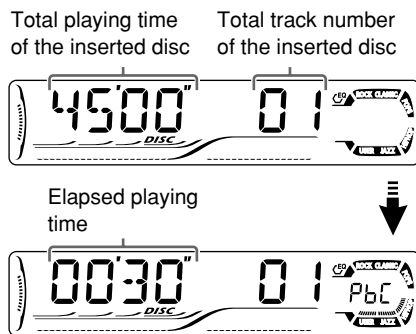 Total playing time
of the inserted disc
Total track number
of the inserted disc
45'00" 01
DISC
EQ ROCK CLASSIC POPS
USER JAZZ
Elapsed playing
time
00'30" 01
DISC
EQ ROCK CLASSIC
PbC
USER JAZZ